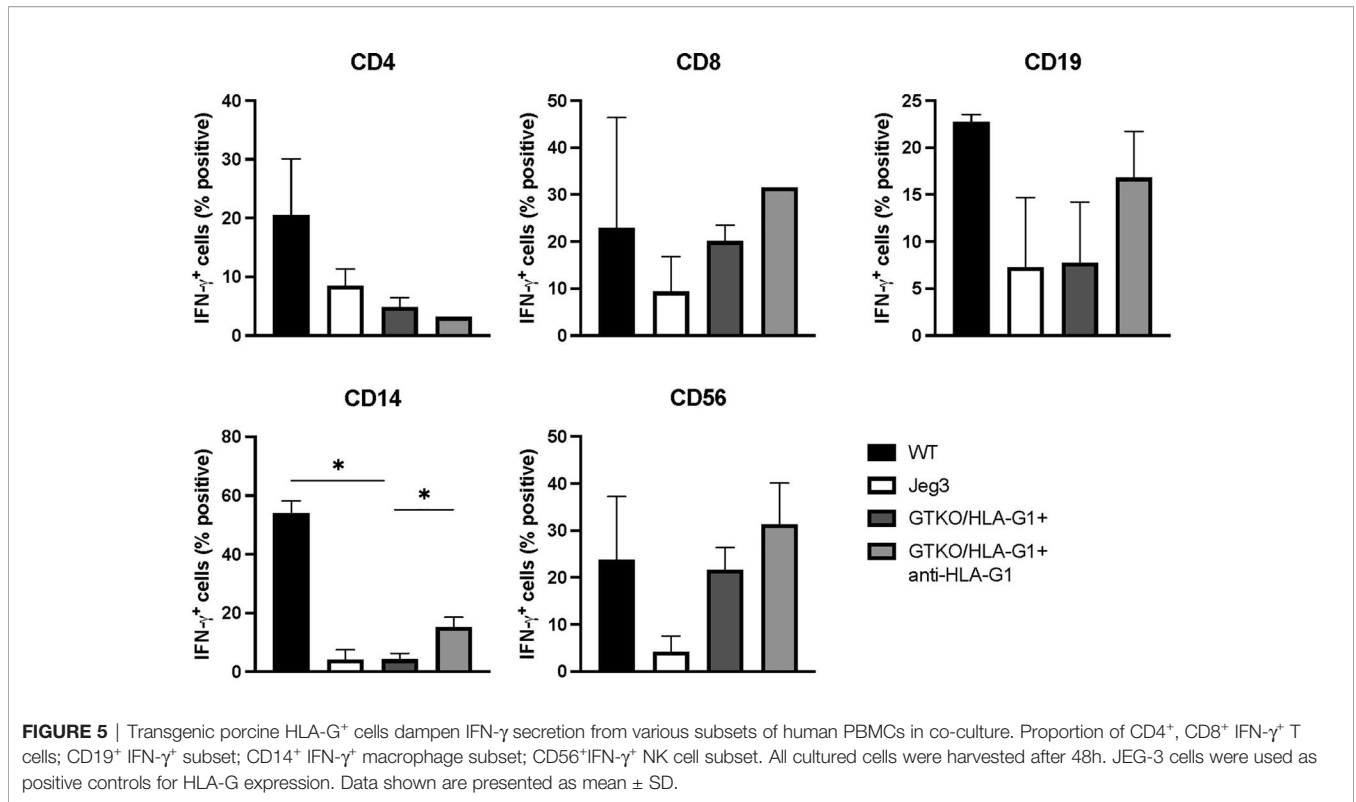 CD4
IFN-γ⁺ cells (% positive)
40
30
20
10
0
CD8
IFN-γ⁺ cells (% positive)
50
40
30
20
10
0
CD19
IFN-γ⁺ cells (% positive)
25
20
15
10
5
0
CD14
IFN-γ⁺ cells (% positive)
80
60
40
20
0
*
*
CD56
IFN-γ⁺ cells (% positive)
50
40
30
20
10
0
WT
Jeg3
GTKO/HLA-G1+
GTKO/HLA-G1+
anti-HLA-G1
FIGURE 5 | Transgenic porcine HLA-G⁺ cells dampen IFN-γ secretion from various subsets of human PBMCs in co-culture. Proportion of CD4⁺, CD8⁺ IFN-γ⁺ T
cells; CD19⁺ IFN-γ⁺ subset; CD14⁺ IFN-γ⁺ macrophage subset; CD56⁺IFN-γ⁺ NK cell subset. All cultured cells were harvested after 48h. JEG-3 cells were used as
positive controls for HLA-G expression. Data shown are presented as mean ± SD.